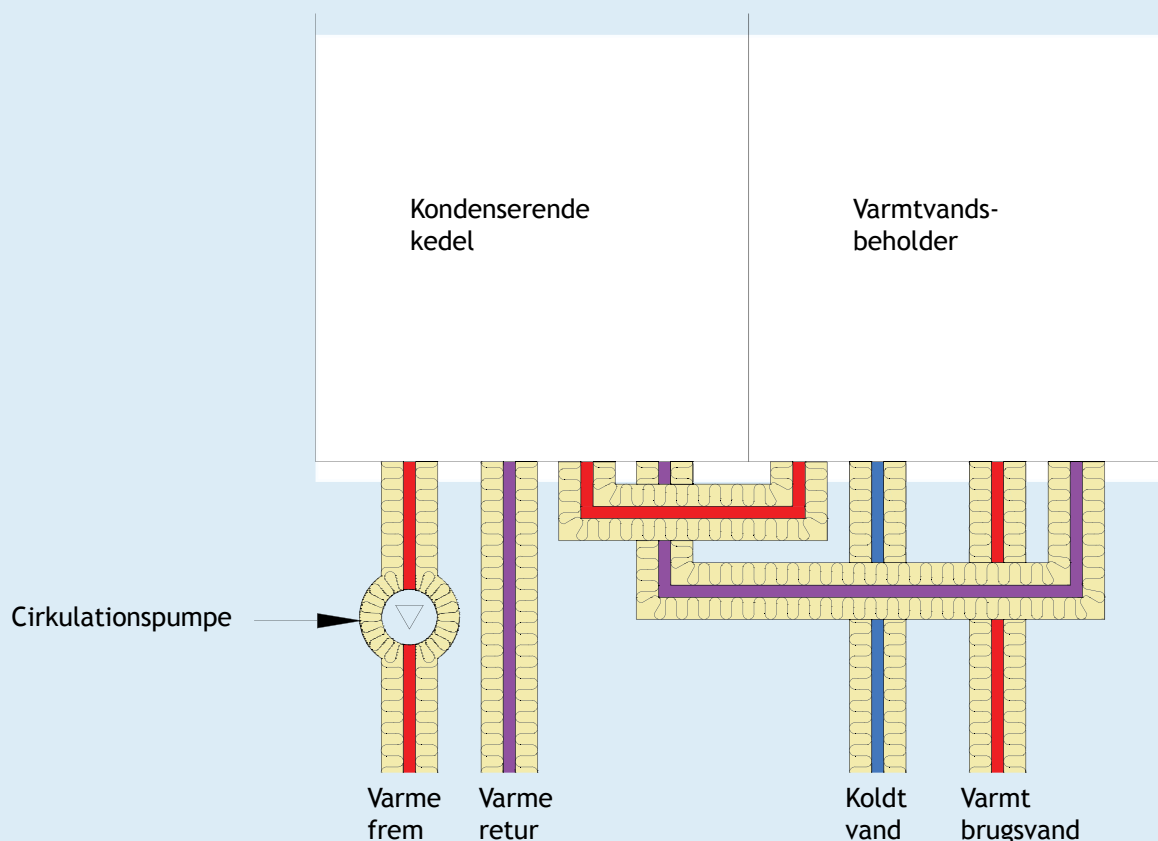 Kondenserende
kedel
Varmtvands-
beholder
Cirkulationspumpe
Varme
frem
Varme
retur
Koldt
vand
Varmt
brugsvand